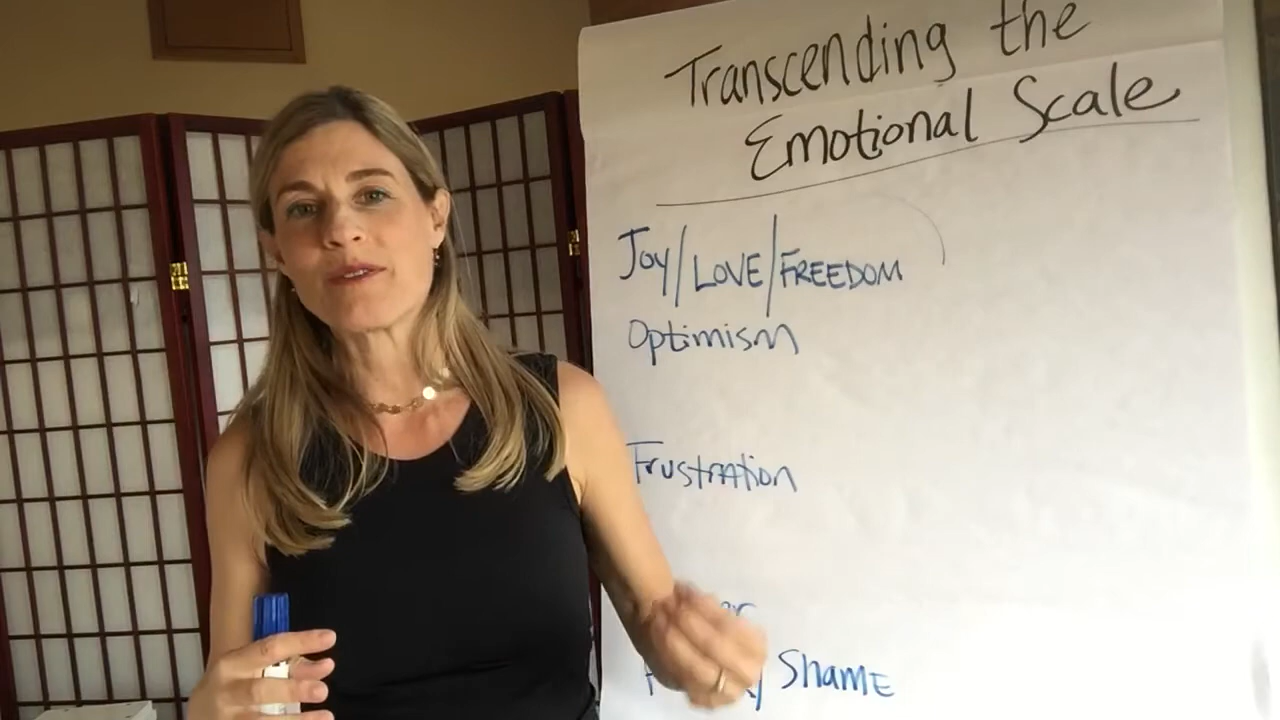 Transcending the
Emotional Scale
Joy/LOVE/FREEDOM
Optimism
Frustration
Shame